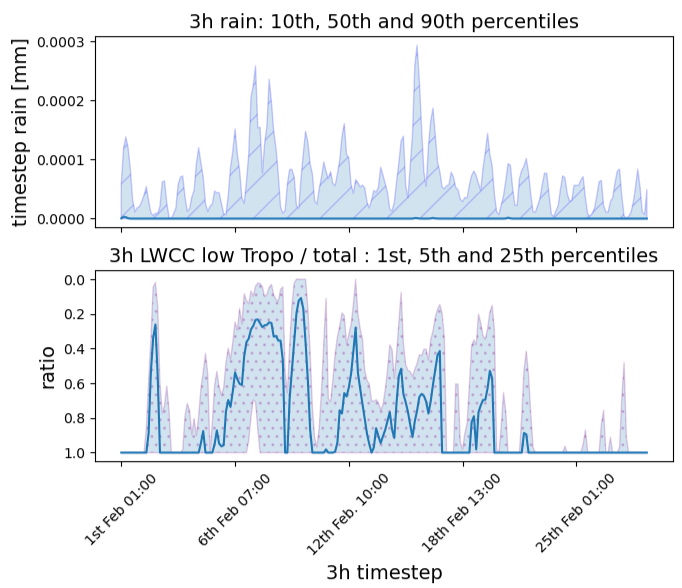 3h rain: 10th, 50th and 90th percentiles
timestep rain [mm]
0.0003
0.0002
0.0001
0.0000
3h LWCC low Tropo / total : 1st, 5th and 25th percentiles
ratio
0.0
0.2
0.4
0.6
0.8
1.0
1st Feb 01:00
6th Feb 07:00
12th Feb. 10:00
18th Feb 13:00
25th Feb 01:00
3h timestep